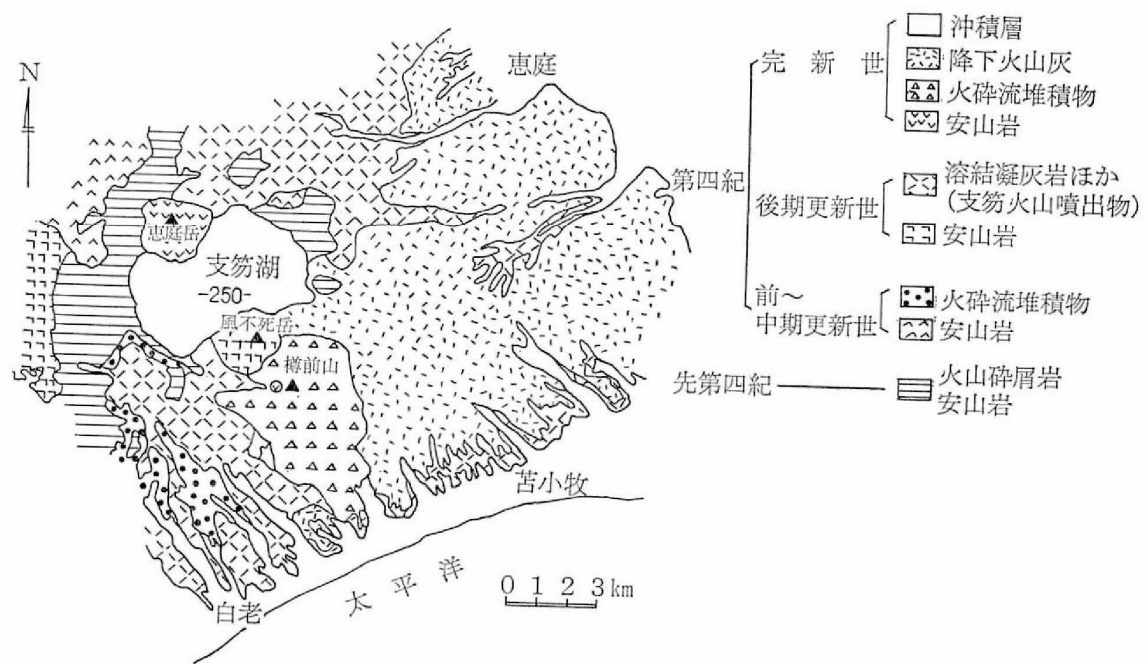 N
恵庭
恵庭岳
支笏湖
-250-
風不死岳
樽前山
苫小牧
白老
太平洋
0 1 2 3 km
第四紀
完新世
沖積層
降下火山灰
火砕流堆積物
安山岩
後期更新世
溶結凝灰岩ほか
(支笏火山噴出物)
安山岩
前～
中期更新世
火砕流堆積物
安山岩
先第四紀
火山砕屑岩
安山岩